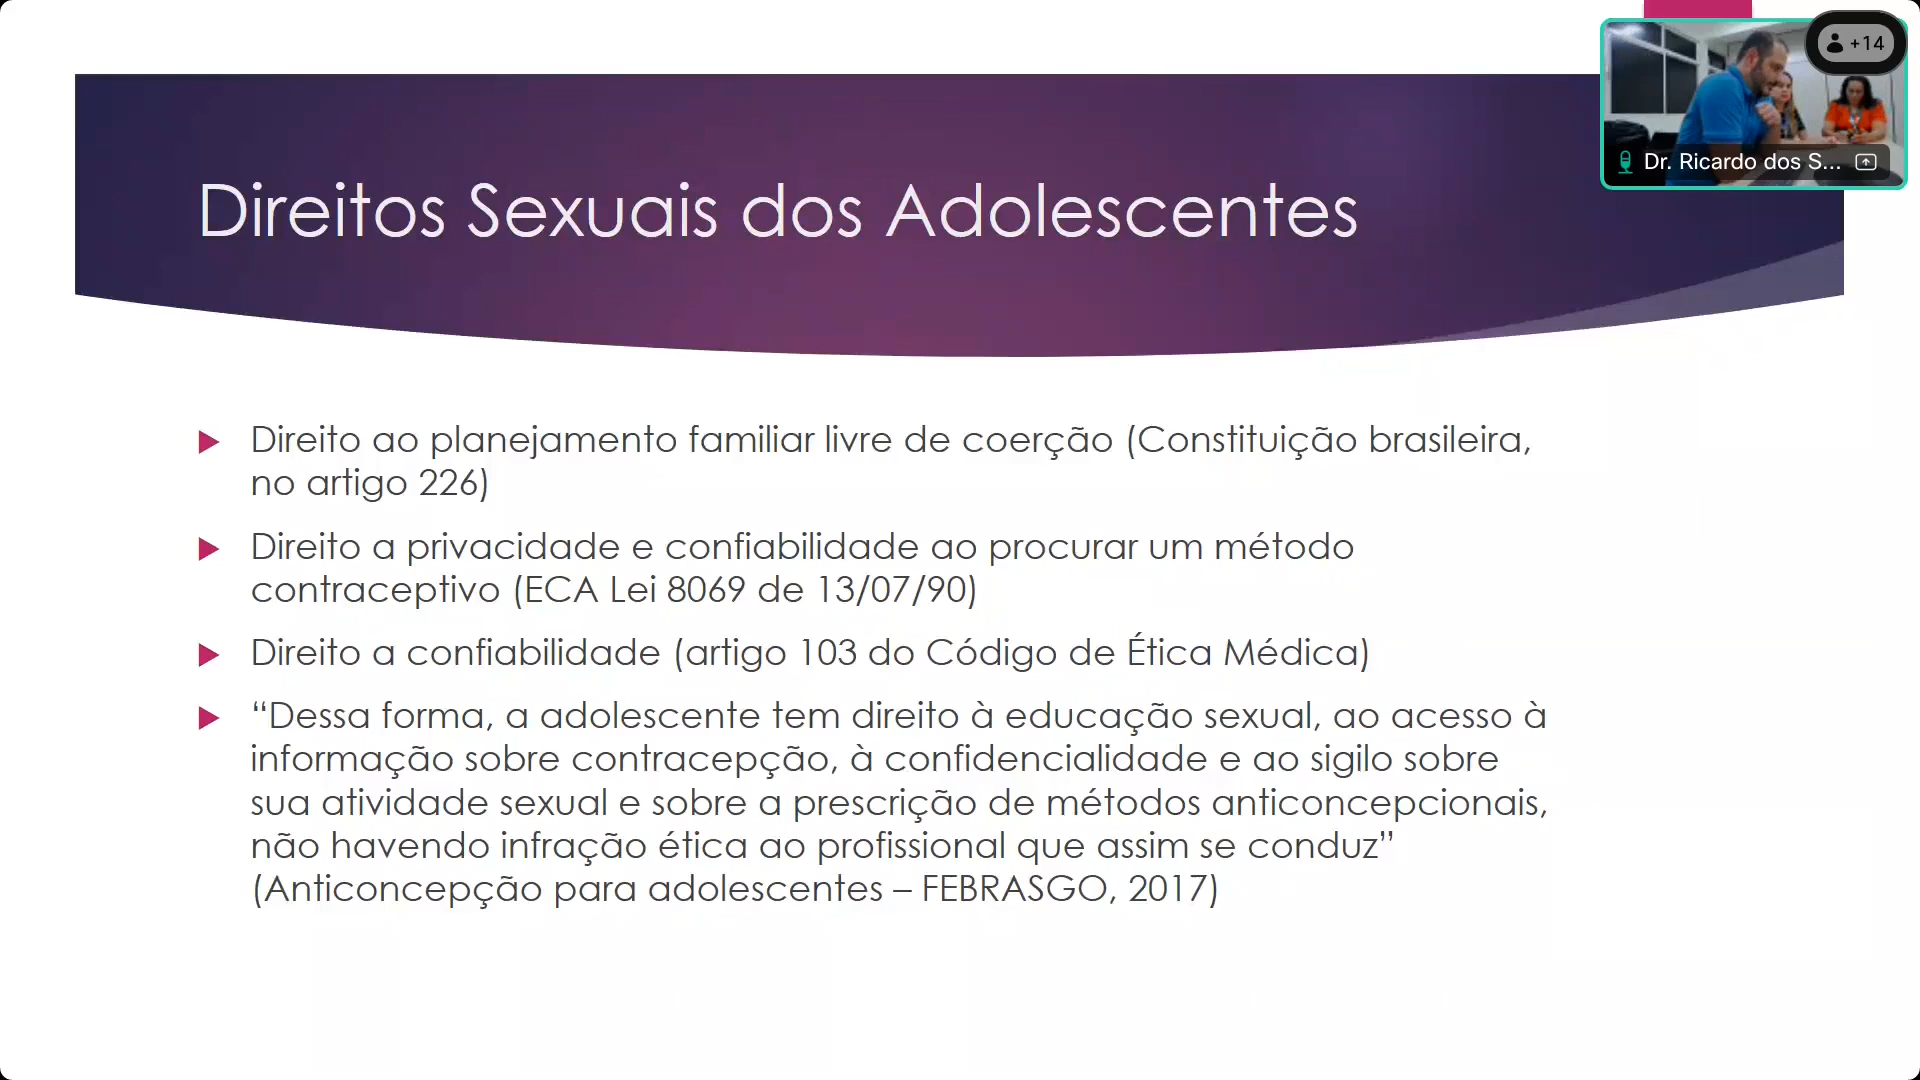 +14
Dr. Ricardo dos S...
Direitos Sexuais dos Adolescentes
Direito ao planejamento familiar livre de coerção (Constituição brasileira,
no artigo 226)
Direito a privacidade e confiabilidade ao procurar um método
contraceptivo (ECA Lei 8069 de 13/07/90)
Direito a confiabilidade (artigo 103 do Código de Ética Médica)
“Dessa forma, a adolescente tem direito à educação sexual, ao acesso à
informação sobre contracepção, à confidencialidade e ao sigilo sobre
sua atividade sexual e sobre a prescrição de métodos anticoncepcionais,
não havendo infração ética ao profissional que assim se conduz”
(Anticoncepção para adolescentes – FEBRASGO, 2017)